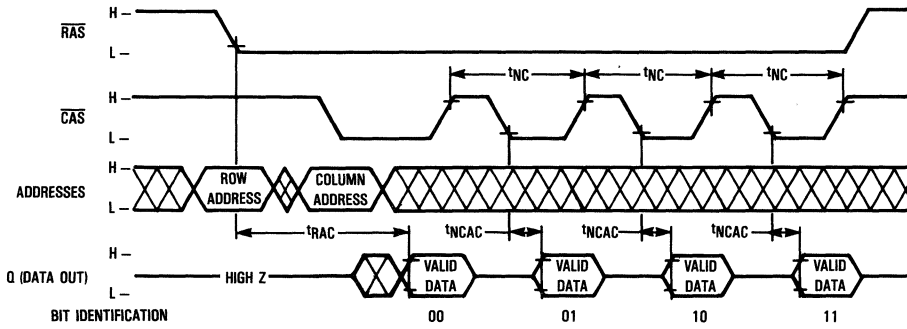 H
RAS
L
tNC tNC tNC
H
CAS
L
H
ADDRESSES
ROW ADDRESS
COLUMN ADDRESS
L
tRAC tNCAC tNCAC tNCAC
H
Q (DATA OUT)
HIGH Z
VALID DATA
VALID DATA
VALID DATA
VALID DATA
L
BIT IDENTIFICATION 00 01 10 11